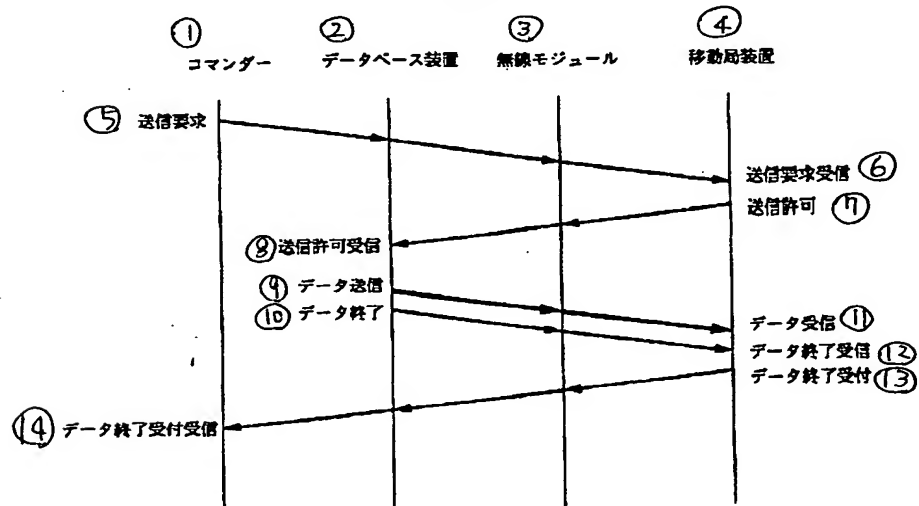 ① ② ③ ④
コマンダー データベース装置 無線モジュール 移動局装置
⑤ 送信要求
送信要求受信 ⑥
送信許可 ⑦
⑧ 送信許可受信
⑨ データ送信
⑩ データ終了
データ受信 ⑪
データ終了受信 ⑫
データ終了受付 ⑬
⑭ データ終了受付受信